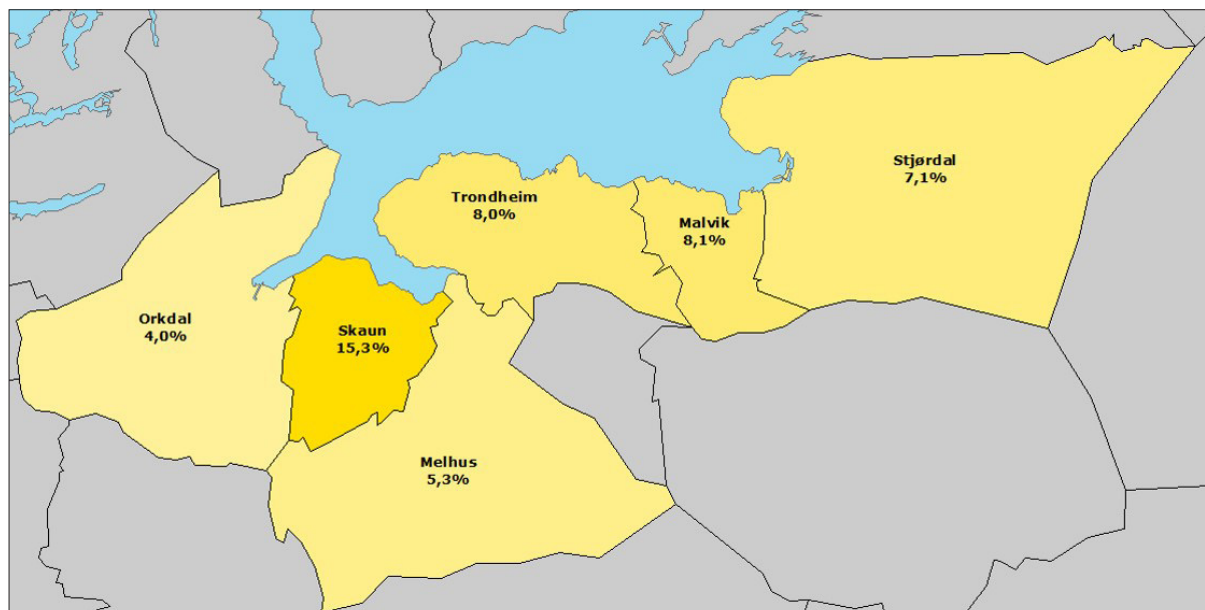 Stjørdal
7,1%
Trondheim
8,0%
Malvik
8,1%
Orkdal
4,0%
Skaun
15,3%
Melhus
5,3%